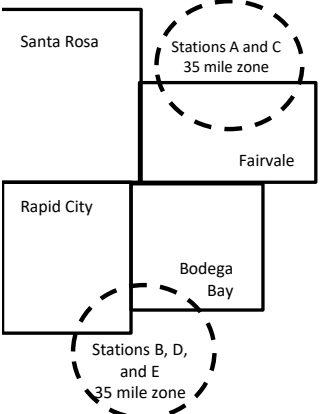 Santa Rosa
Stations A and C
35 mile zone
Fairvale
Rapid City
Bodega
Bay
Stations B, D,
and E
35 mile zone